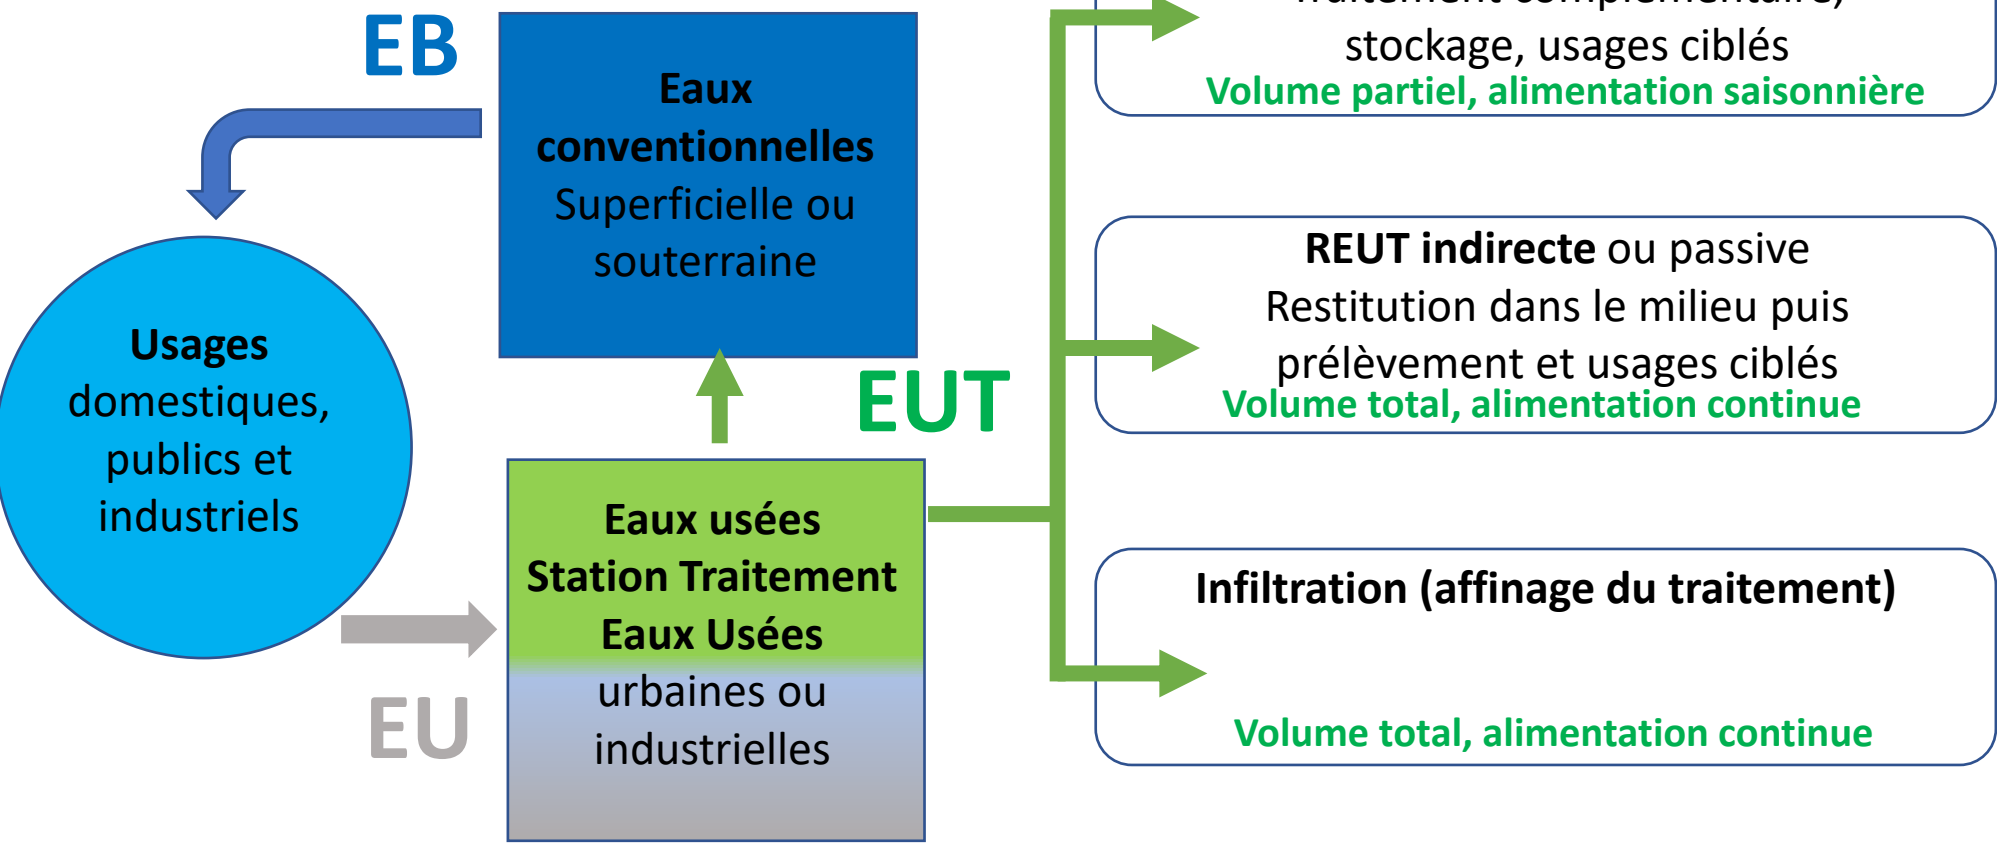 EB
Eaux
conventionnelles
Superficielle ou
souterraine
Usages
domestiques,
publics et
industriels
EU
EUT
Eaux usées
Station Traitement
Eaux Usées
urbaines ou
industrielles
complémentaire,
stockage, usages ciblés
Volume partiel, alimentation saisonnière
REUT indirecte ou passive
Restitution dans le milieu puis
prélèvement et usages ciblés
Volume total, alimentation continue
Infiltration (affinage du traitement)
Volume total, alimentation continue